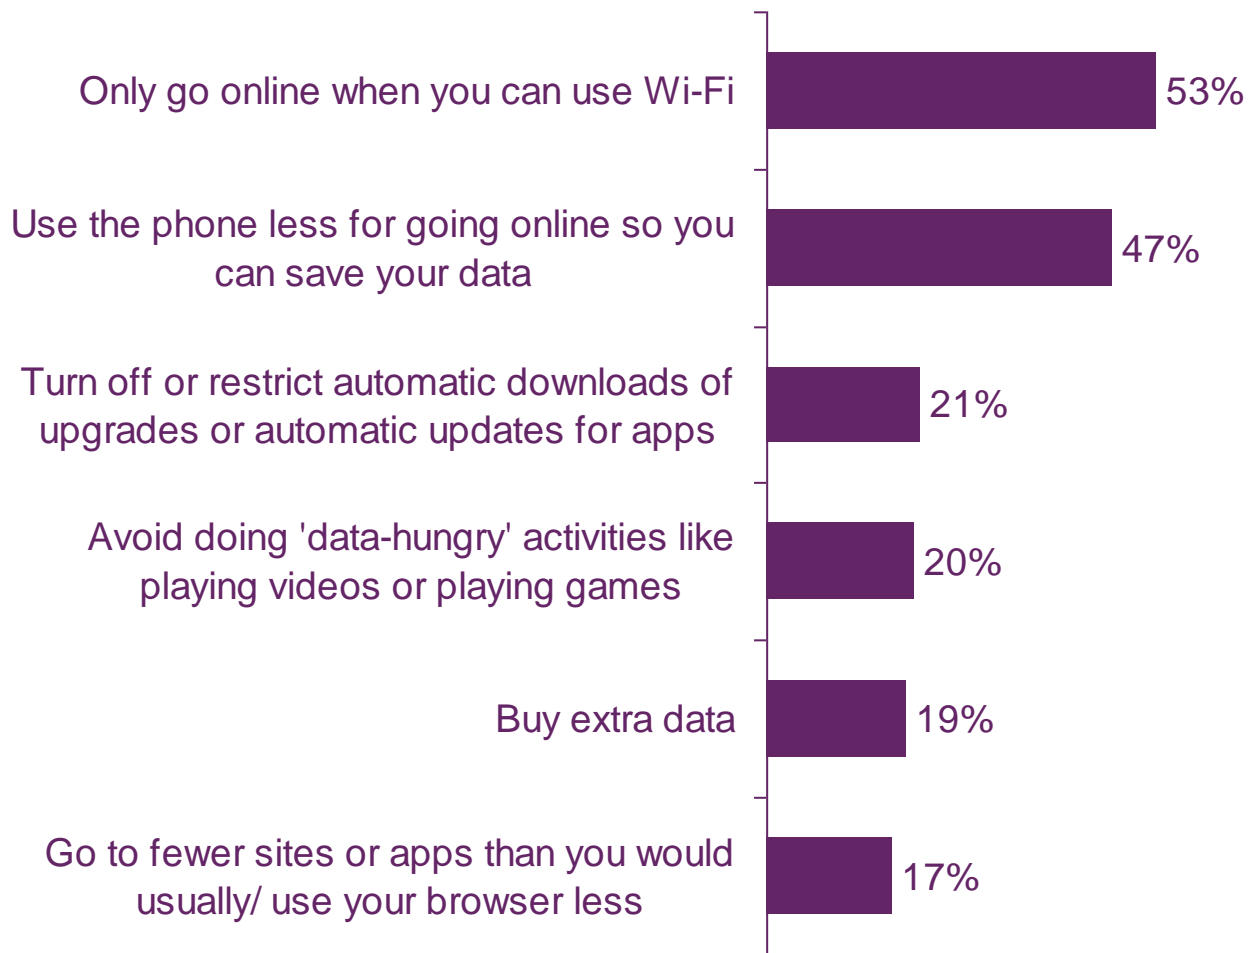 Only go online when you can use Wi-Fi
53%
Use the phone less for going online so you
can save your data
47%
Turn off or restrict automatic downloads of
upgrades or automatic updates for apps
21%
Avoid doing 'data-hungry' activities like
playing videos or playing games
20%
Buy extra data
19%
Go to fewer sites or apps than you would
usually/ use your browser less
17%